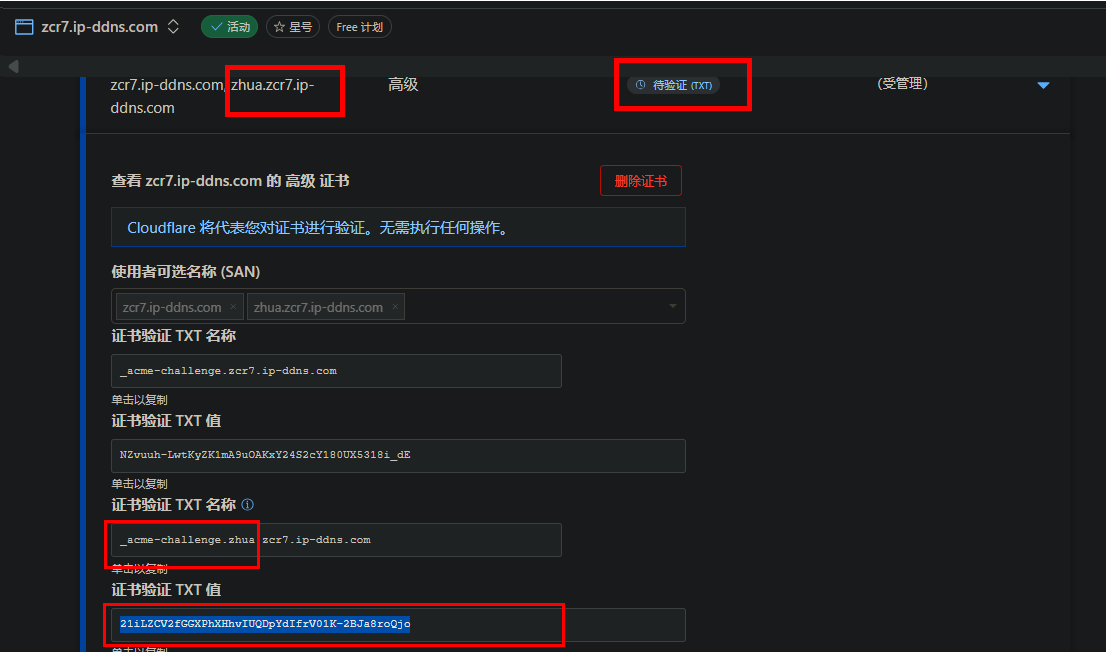 zcr7.ip-ddns.com 活动 星号 Free 计划
zcr7.ip-ddns.com, zhua.zcr7.ip- 高级 待验证 (TXT) (受管理)
ddns.com
查看 zcr7.ip-ddns.com 的 高级 证书 删除证书
Cloudflare 将代表您对证书进行验证。无需执行任何操作。
使用者可选名称 (SAN)
zcr7.ip-ddns.com × zhua.zcr7.ip-ddns.com ×
证书验证 TXT 名称
_acme-challenge.zcr7.ip-ddns.com
单击以复制
证书验证 TXT 值
NZvuuh-LwtKyZK1mA9uOAKxY24S2cY180UX5318i_dE
单击以复制
证书验证 TXT 名称
_acme-challenge.zhua.zcr7.ip-ddns.com
单击以复制
证书验证 TXT 值
21iLZCV2fGGXPhXHhvIUQDpYdIfrV01K-2BJa8roQjo
单击以复制